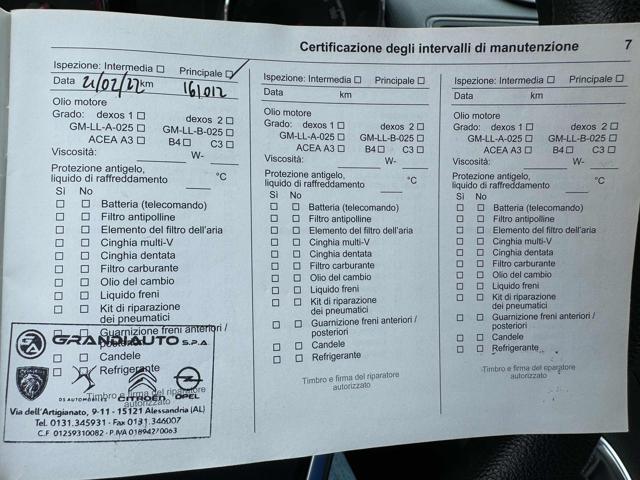 Certificazione degli intervalli di manutenzione 7
Ispezione: Intermedia □ Principale □
Data 21/02/22 km 161012
Olio motore
Grado: dexos 1 □ dexos 2 □
GM-LL-A-025 □ GM-LL-B-025 □
ACEA A3 □ B4 □ C3 □
Viscosità: W-
Protezione antigelo,
liquido di raffreddamento °C
Sì No
□ □ Batteria (telecomando)
□ □ Filtro antipolline
□ □ Elemento del filtro dell'aria
□ □ Cinghia multi-V
□ □ Cinghia dentata
□ □ Filtro carburante
□ □ Olio del cambio
□ □ Liquido freni
□ □ Kit di riparazione
dei pneumatici
□ □ Guarnizione freni anteriori /
posteriori
□ □ Candele
□ □ Refrigerante
Timbro e firma del riparatore
autorizzato
GRANDI AUTO S.P.A.
DS AUTOMOBILES CITROËN OPEL
Via dell'Artigianato, 9-11 - 15121 Alessandria (AL)
Tel. 0131.345931 - Fax 0131.346007
C.F. 01259310082 - P.IVA 01894270063
Ispezione: Intermedia □ Principale □
Data km
Olio motore
Grado: dexos 1 □ dexos 2 □
GM-LL-A-025 □ GM-LL-B-025 □
ACEA A3 □ B4 □ C3 □
Viscosità: W-
Protezione antigelo,
liquido di raffreddamento °C
Sì No
□ □ Batteria (telecomando)
□ □ Filtro antipolline
□ □ Elemento del filtro dell'aria
□ □ Cinghia multi-V
□ □ Cinghia dentata
□ □ Filtro carburante
□ □ Olio del cambio
□ □ Liquido freni
□ □ Kit di riparazione
dei pneumatici
□ □ Guarnizione freni anteriori /
posteriori
□ □ Candele
□ □ Refrigerante
Timbro e firma del riparatore
autorizzato
Ispezione: Intermedia □ Principale □
Data km
Olio motore
Grado: dexos 1 □ dexos 2 □
GM-LL-A-025 □ GM-LL-B-025 □
ACEA A3 □ B4 □ C3 □
Viscosità: W-
Protezione antigelo,
liquido di raffreddamento °C
Sì No
□ □ Batteria (telecomando)
□ □ Filtro antipolline
□ □ Elemento del filtro dell'aria
□ □ Cinghia multi-V
□ □ Cinghia dentata
□ □ Filtro carburante
□ □ Olio del cambio
□ □ Liquido freni
□ □ Kit di riparazione
dei pneumatici
□ □ Guarnizione freni anteriori /
posteriori
□ □ Candele
□ □ Refrigerante
Timbro e firma del riparatore
autorizzato